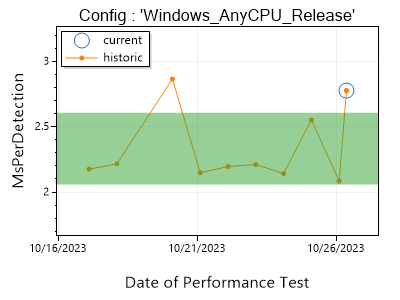 Config : 'Windows_AnyCPU_Release'
current
historic
3
2.5
2
MsPerDetection
10/16/2023
10/21/2023
10/26/2023
Date of Performance Test